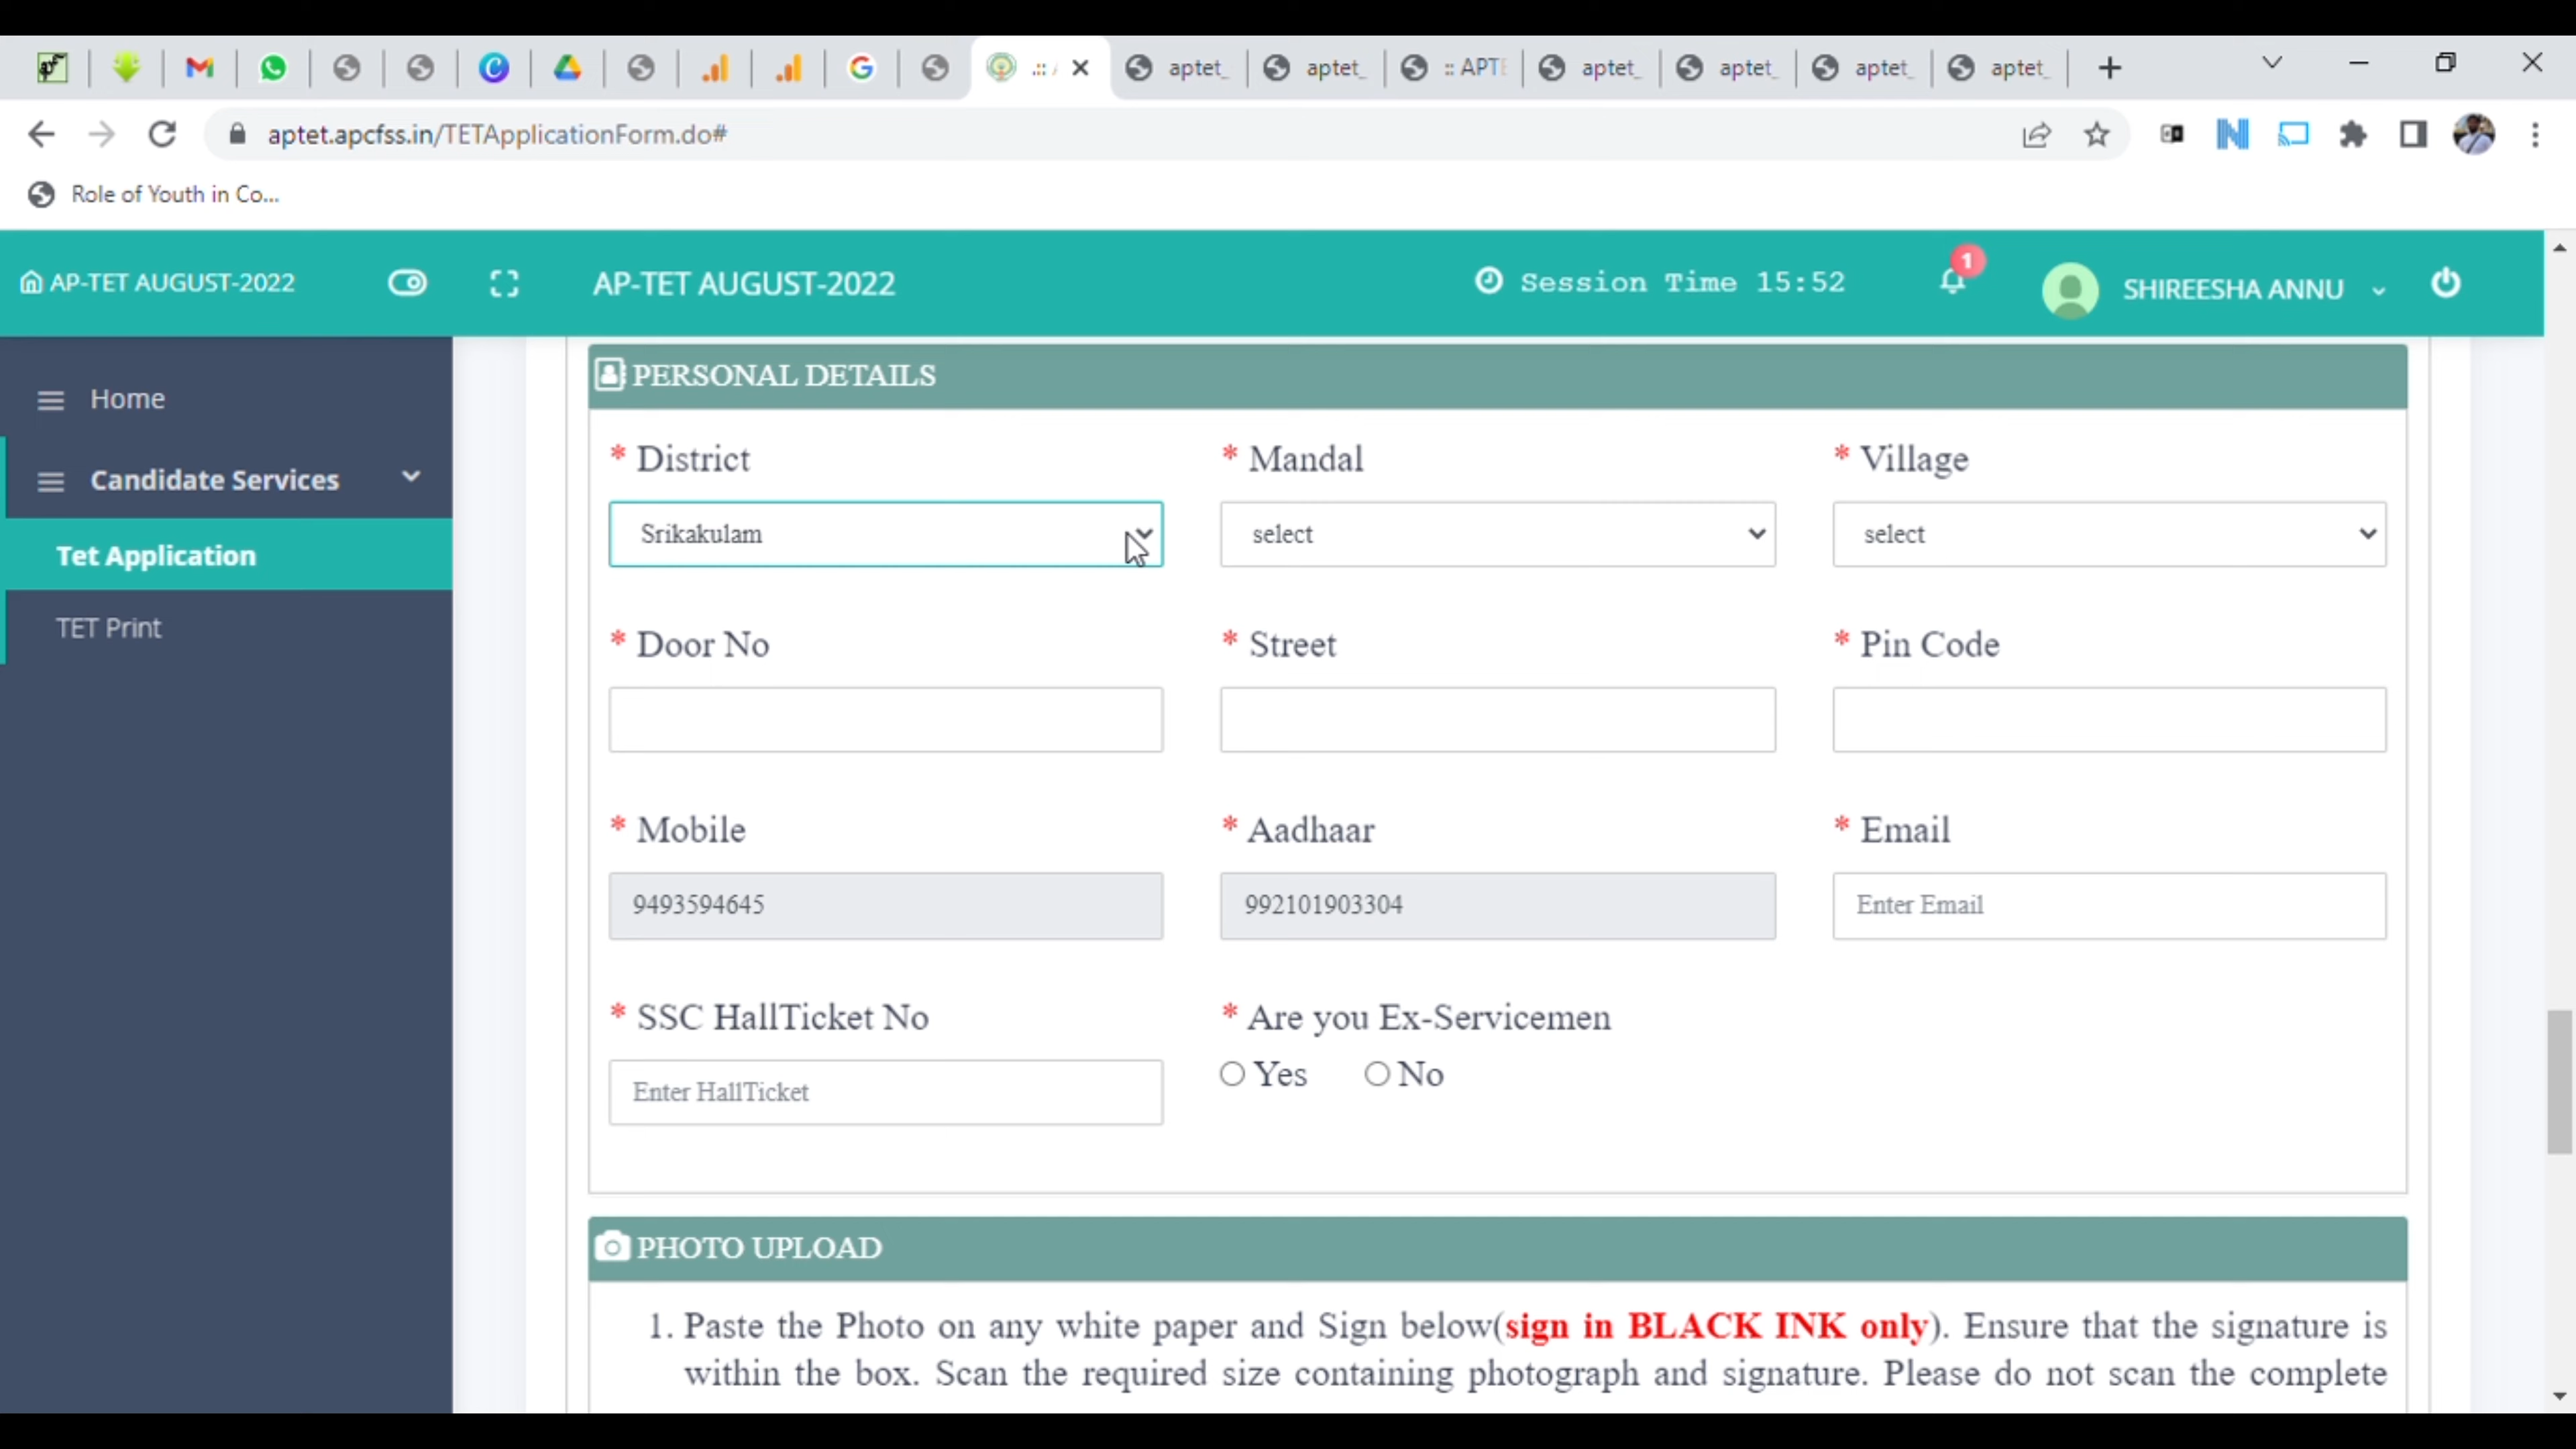 aptet_
aptet_
:: APTE
aptet_
aptet_
aptet_
aptet_
aptet.apcfss.in/TETApplicationForm.do#
Role of Youth in Co...
AP-TET AUGUST-2022
AP-TET AUGUST-2022
Session Time 15:52
1
SHIREESHA ANNU
Home
Candidate Services
Tet Application
TET Print
PERSONAL DETAILS
* District
* Mandal
* Village
Srikakulam
select
select
* Door No
* Street
* Pin Code
* Mobile
* Aadhaar
* Email
9493594645
992101903304
Enter Email
* SSC HallTicket No
* Are you Ex-Servicemen
Enter HallTicket
Yes
No
PHOTO UPLOAD
1. Paste the Photo on any white paper and Sign below(sign in BLACK INK only). Ensure that the signature is
within the box. Scan the required size containing photograph and signature. Please do not scan the complete